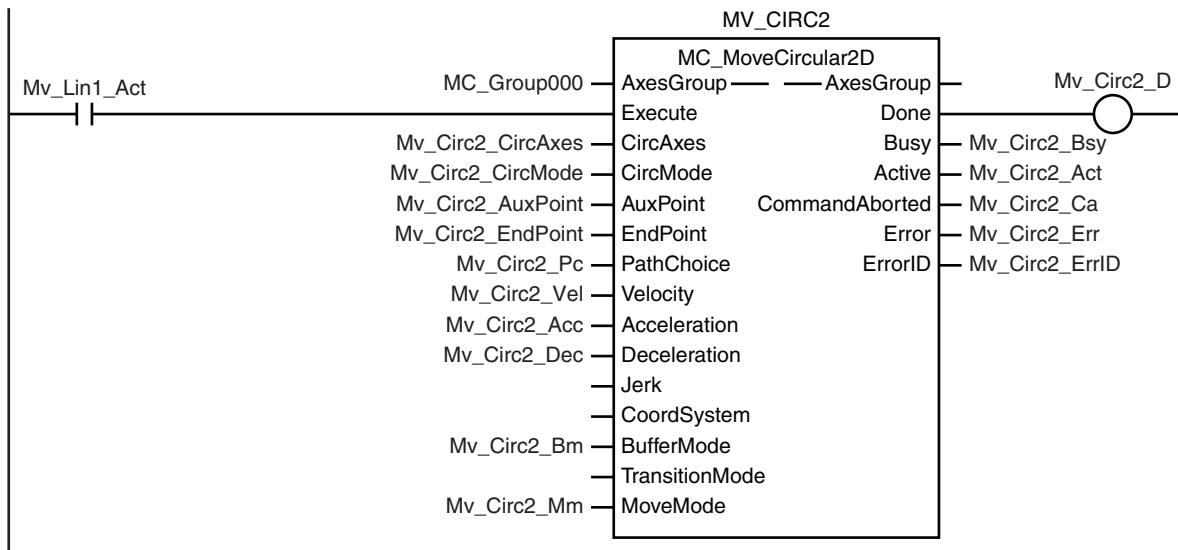 MV_CIRC2
MC_MoveCircular2D
Mv_Lin1_Act
MC_Group000 AxesGroup AxesGroup Mv_Circ2_D
Execute Done
Mv_Circ2_CircAxes CircAxes Busy Mv_Circ2_Bsy
Mv_Circ2_CircMode CircMode Active Mv_Circ2_Act
Mv_Circ2_AuxPoint AuxPoint CommandAborted Mv_Circ2_Ca
Mv_Circ2_EndPoint EndPoint Error Mv_Circ2_Err
Mv_Circ2_Pc PathChoice ErrorID Mv_Circ2_ErrID
Mv_Circ2_Vel Velocity
Mv_Circ2_Acc Acceleration
Mv_Circ2_Dec Deceleration
Jerk
CoordSystem
Mv_Circ2_Bm BufferMode
TransitionMode
Mv_Circ2_Mm MoveMode